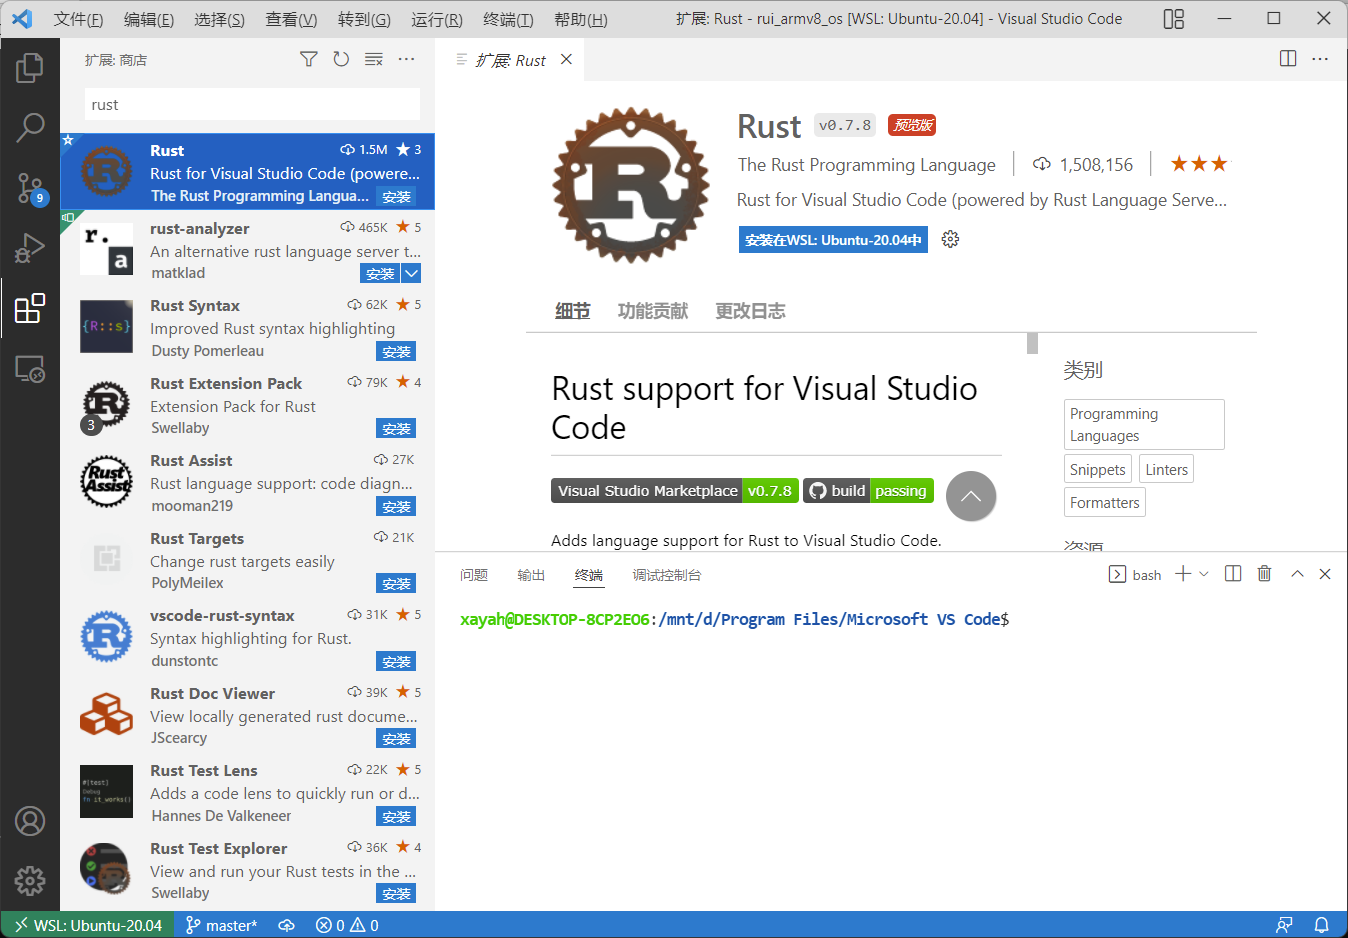 文件(F) 编辑(E) 选择(S) 查看(V) 转到(G) 运行(R) 终端(T) 帮助(H) 扩展: Rust - rui_armv8_os [WSL: Ubuntu-20.04] - Visual Studio Code
扩展: 商店
rust
Rust 1.5M 3
Rust for Visual Studio Code (powere...
The Rust Programming Langua... 安装
rust-analyzer 465K 5
An alternative rust language server t...
matklad 安装
Rust Syntax 62K 5
Improved Rust syntax highlighting
Dusty Pomerleau 安装
Rust Extension Pack 79K 4
Extension Pack for Rust
3 Swellaby 安装
Rust Assist 27K
Rust language support: code diagn...
mooman219 安装
Rust Targets 21K
Change rust targets easily
PolyMeilex 安装
vscode-rust-syntax 31K 5
Syntax highlighting for Rust.
dunstontc 安装
Rust Doc Viewer 39K 5
View locally generated rust docume...
JScearcy 安装
Rust Test Lens 22K 5
Adds a code lens to quickly run or d...
Hannes De Valkeneer 安装
Rust Test Explorer 36K 4
View and run your Rust tests in the ...
Swellaby 安装
9
r.
a
{R::s}
Rust
Assist
#[test]
Debug
fn it_works()
扩展: Rust
R
Rust v0.7.8 预览版
The Rust Programming Language 1,508,156
Rust for Visual Studio Code (powered by Rust Language Serve...
安装在WSL: Ubuntu-20.04中
细节 功能贡献 更改日志
Rust support for Visual Studio
Code
Visual Studio Marketplace v0.7.8 build passing
Adds language support for Rust to Visual Studio Code.
类别
Programming
Languages
Snippets Linters
Formatters
资源
问题 输出 终端 调试控制台 bash
xayah@DESKTOP-8CP2EO6:/mnt/d/Program Files/Microsoft VS Code$
WSL: Ubuntu-20.04 master* 0 0